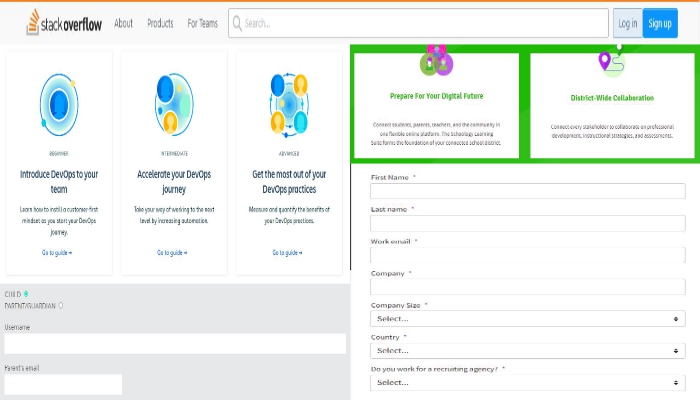 stackoverflow
About
Products
For Teams
Search...
Log in
Sign up
BEGINNER
Introduce DevOps to your
team
Learn how to instill a customer-first
mindset as you start your DevOps
journey.
Go to guide →
INTERMEDIATE
Accelerate your DevOps
journey
Take your way of working to the next
level by increasing automation.
Go to guide →
ADVANCED
Get the most out of your
DevOps practices
Measure and quantify the benefits of
your DevOps practices.
Go to guide →
Prepare For Your Digital Future
Connect students, parents, teachers, and the community in
one flexible online platform. The Schoology Learning
Suite forms the foundation of your connected school district.
District-Wide Collaboration
Connect every stakeholder to collaborate on professional
development, instructional strategies, and assessments.
CHILD
PARENT/GUARDIAN
Username
Parent's email
First Name *
Last name *
Work email *
Company *
Company Size *
Select...
Country *
Select...
Do you work for a recruiting agency? *
Select...